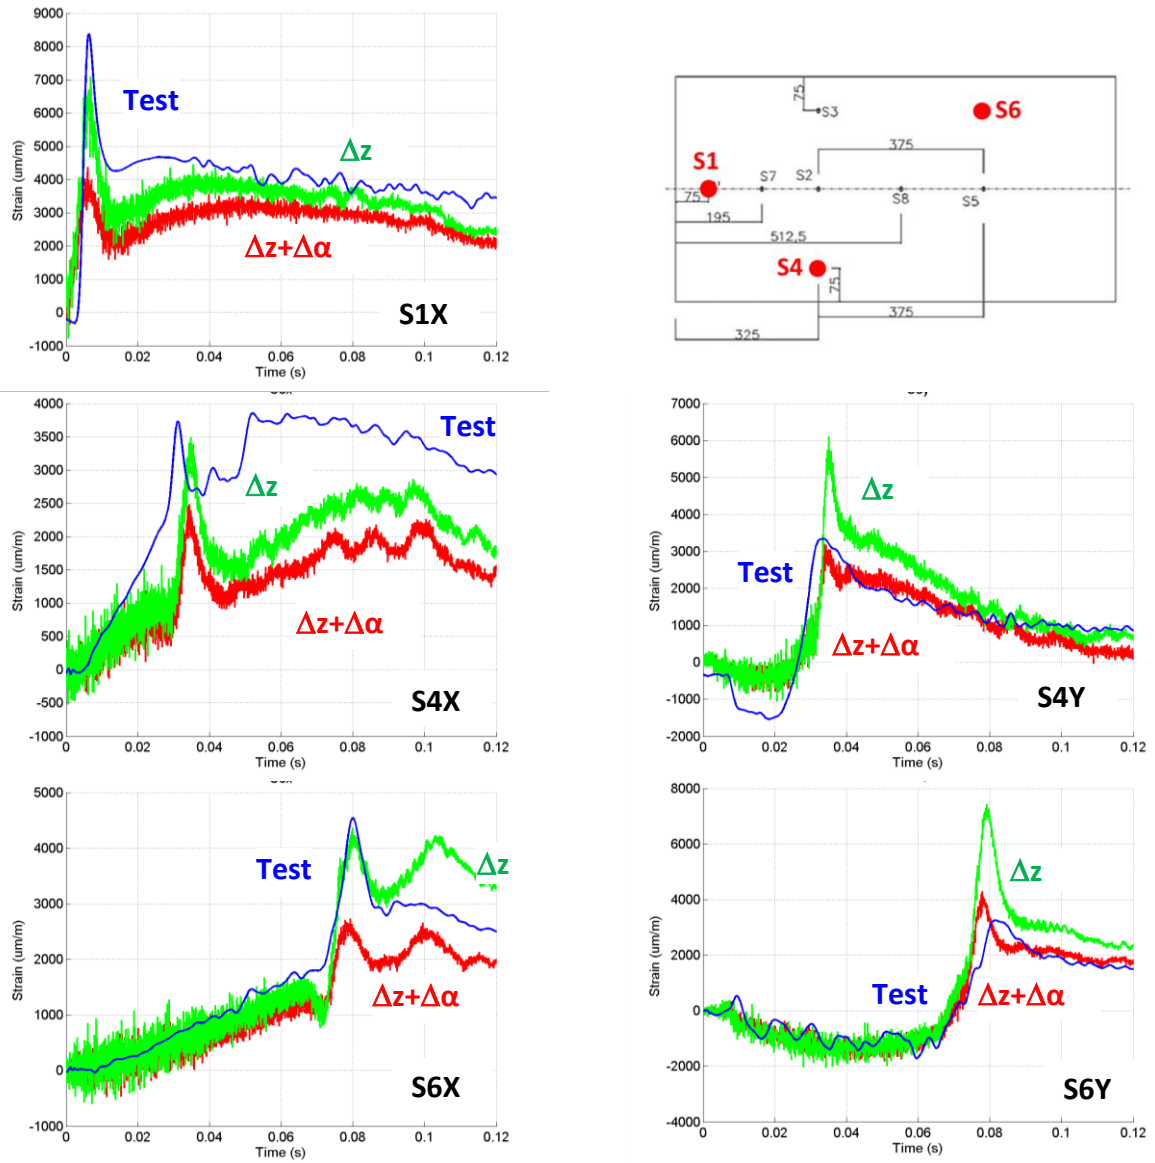 9000
8000
7000
6000
5000
4000
3000
2000
1000
0
-1000
Strain (um/m)
Test
Δz
Δz+Δα
S1X
0 0.02 0.04 0.06 0.08 0.1 0.12
Time (s)
75
S3
S6
375
S1
S7
S2
S8
S5
75
195
512,5
S4
75
375
325
4000
3500
3000
2500
2000
1500
1000
500
0
-500
-1000
Strain (um/m)
Test
Δz
Δz+Δα
S4X
0 0.02 0.04 0.06 0.08 0.1 0.12
Time (s)
7000
6000
5000
4000
3000
2000
1000
0
-1000
-2000
Strain (um/m)
Δz
Test
Δz+Δα
S4Y
0 0.02 0.04 0.06 0.08 0.1 0.12
Time (s)
5000
4000
3000
2000
1000
0
-1000
Strain (um/m)
Test
Δz
Δz+Δα
S6X
0 0.02 0.04 0.06 0.08 0.1 0.12
Time (s)
8000
6000
4000
2000
0
-2000
-4000
Strain (um/m)
Δz
Test
Δz+Δα
S6Y
0 0.02 0.04 0.06 0.08 0.1 0.12
Time (s)